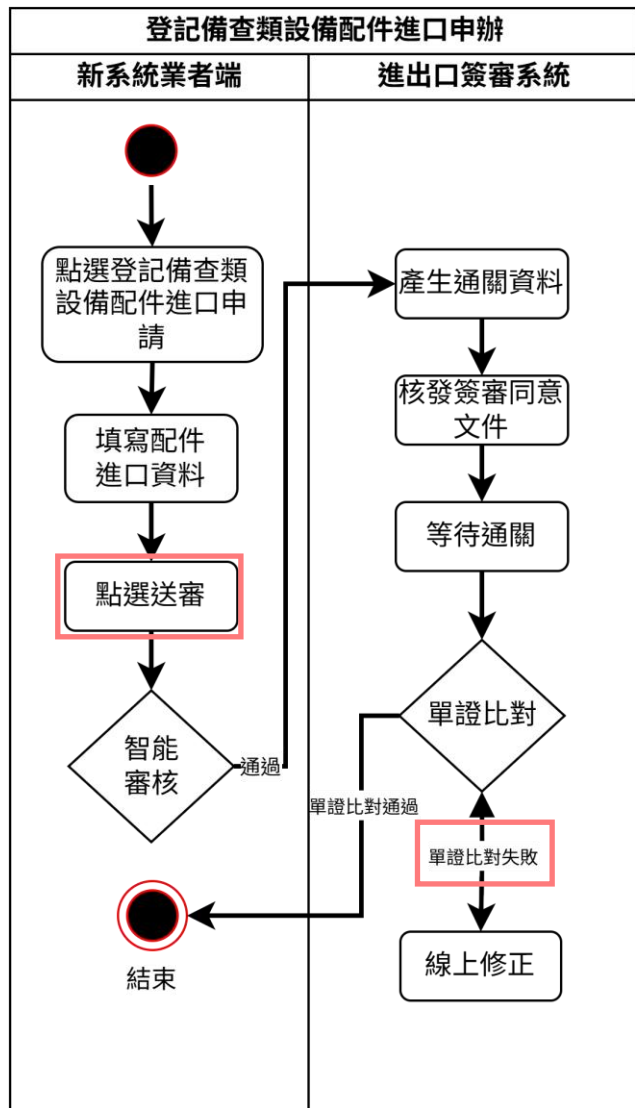 登記備查類設備配件進口申辦
新系統業者端
進出口簽審系統
點選登記備查類
設備配件進口申
請
填寫配件
進口資料
點選送審
智能
審核
通過
結束
產生通關資料
核發簽審同意
文件
等待通關
單證比對
單證比對通過
單證比對失敗
線上修正